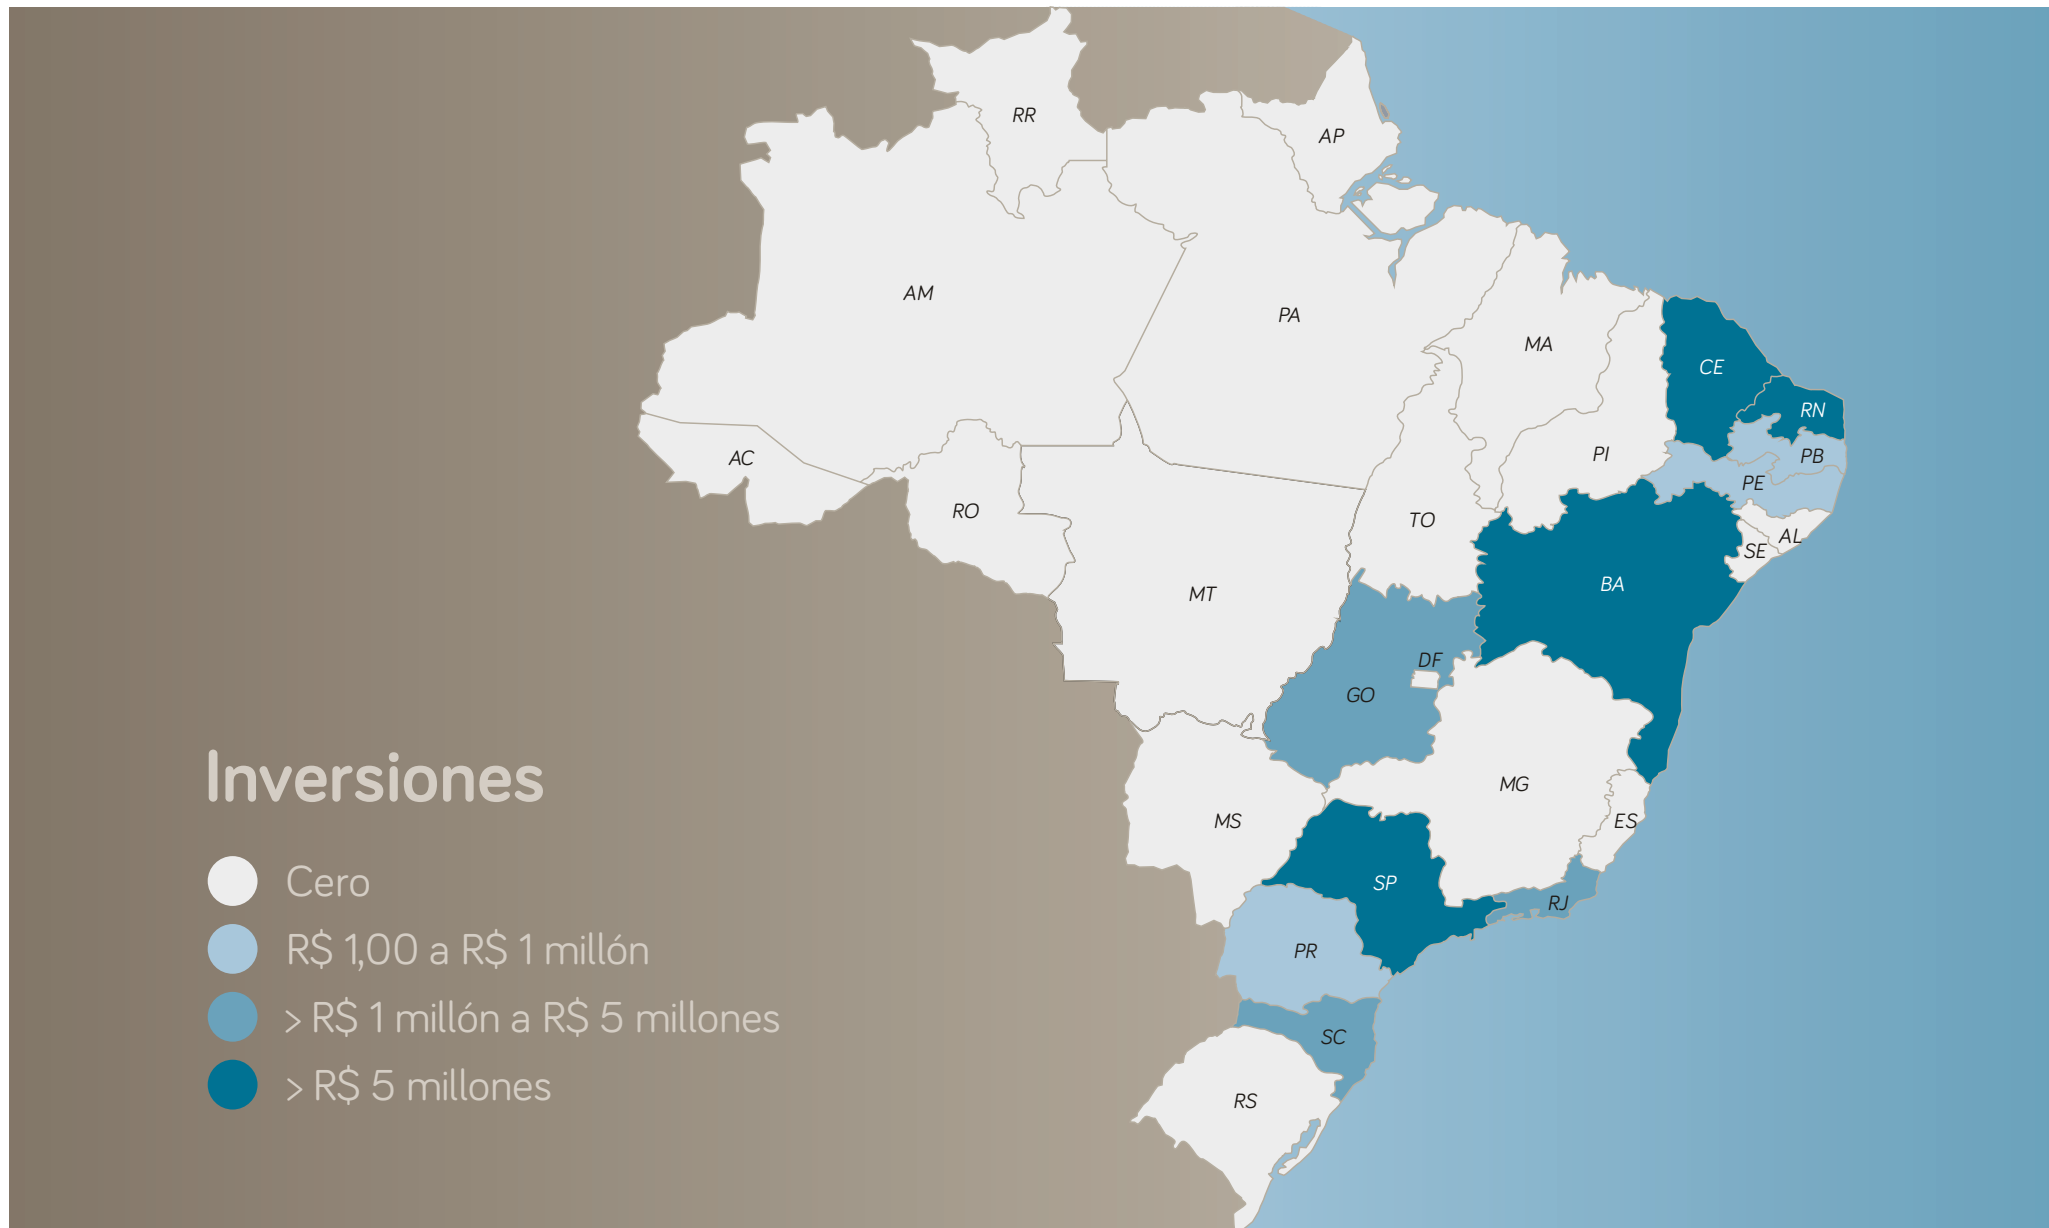 RR
AP
AM
PA
MA
CE
RN
PI
PB
PE
AC
RO
TO
AL
SE
BA
MT
DF
GO
MG
MS
ES
SP
RJ
PR
SC
RS
Inversiones
Cero
R$ 1,00 a R$ 1 millón
> R$ 1 millón a R$ 5 millones
> R$ 5 millones